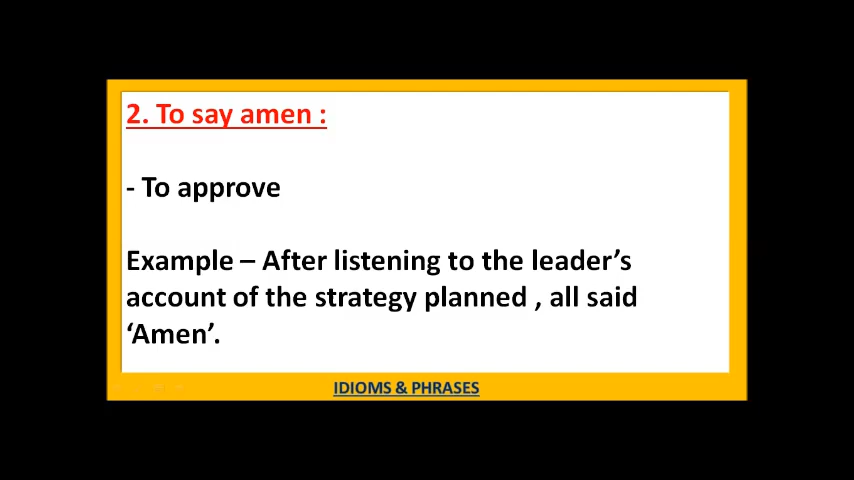 2. To say amen :
- To approve
Example – After listening to the leader’s
account of the strategy planned , all said
‘Amen’.
IDIOMS & PHRASES